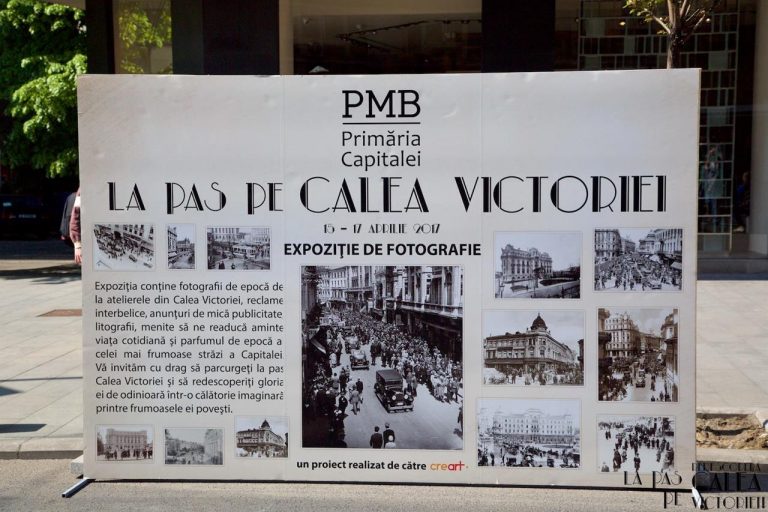 PMB
Primăria
Capitalei
LA PAS PE CALEA VICTORIEI
15 – 17 APRILIE 2017
EXPOZIŢIE DE FOTOGRAFIE
Expoziția conține fotografii de epocă de
la atelierele din Calea Victoriei, reclame
interbelice, anunțuri de mică publicitate
litografii, menite să ne readucă aminte
viața cotidiană și parfumul de epocă a
celei mai frumoase străzi a Capitalei.
Vă invităm cu drag să parcurgeți la pas
Calea Victoriei și să redescoperiți gloria
ei de odinioară într-o călătorie imaginară
printre frumoasele ei povești.
un proiect realizat de către creart
LA PAS PE
CALEA
VICTORIEI